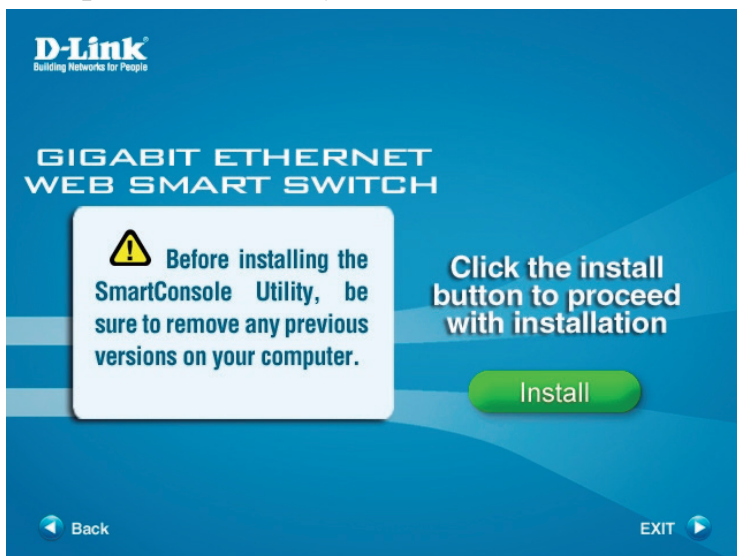 D-Link
Building Networks for People
GIGABIT ETHERNET
WEB SMART SWITCH
Before installing the
SmartConsole Utility, be
sure to remove any previous
versions on your computer.
Click the install
button to proceed
with installation
Install
Back
EXIT